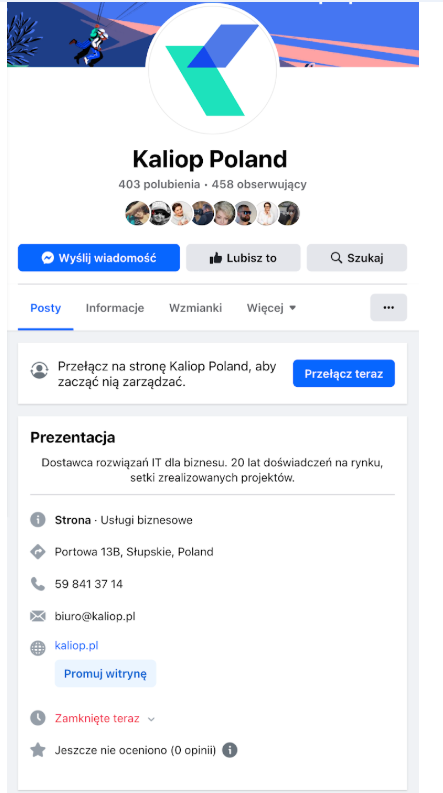 Kaliop Poland
403 polubienia · 458 obserwujący
Wyślij wiadomość
Lubisz to
Szukaj
Posty
Informacje
Wzmianki
Więcej
Przełącz na stronę Kaliop Poland, aby
zacząć nią zarządzać.
Przełącz teraz
Prezentacja
Dostawca rozwiązań IT dla biznesu. 20 lat doświadczeń na rynku,
setki zrealizowanych projektów.
Strona · Usługi biznesowe
Portowa 13B, Słupskie, Poland
59 841 37 14
biuro@kaliop.pl
kaliop.pl
Promuj witrynę
Zamknięte teraz
Jeszcze nie oceniono (0 opinii)